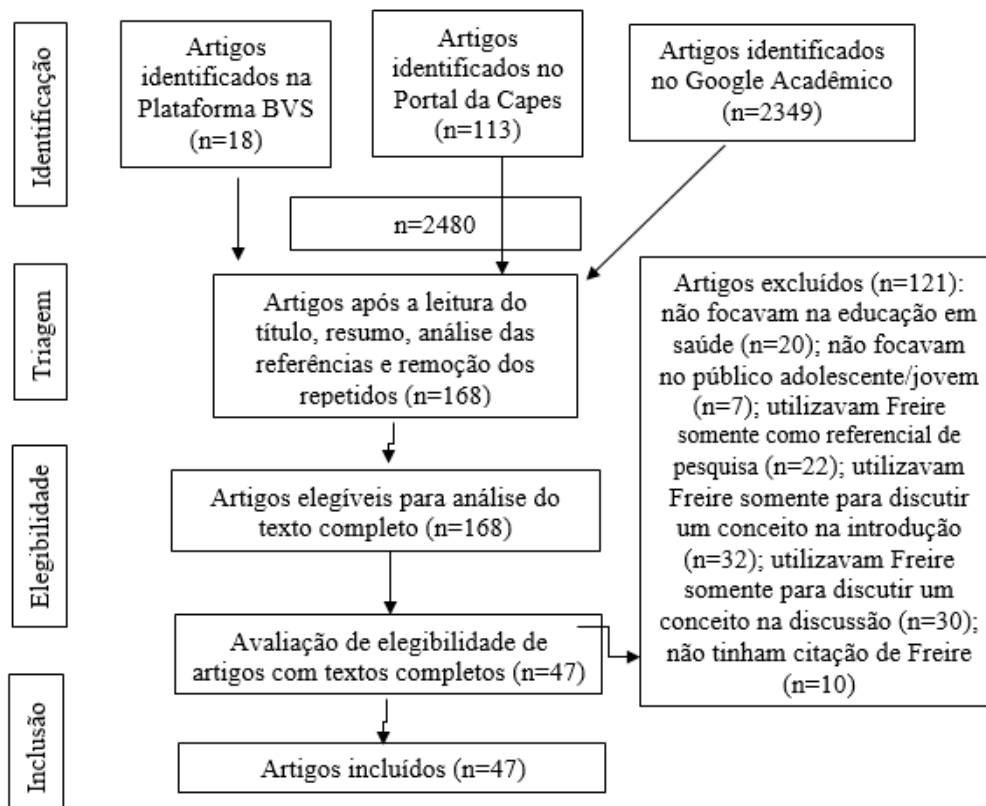 Identificação
Artigos
identificados na
Plataforma BVS
(n=18)
Artigos
identificados no
Portal da Capes
(n=113)
Artigos identificados
no Google Acadêmico
(n=2349)
n=2480
Triagem
Artigos após a leitura do
título, resumo, análise das
referências e remoção dos
repetidos (n=168)
Artigos excluídos (n=121):
não focavam na educação em
saúde (n=20); não focavam
no público adolescente/jovem
(n=7); utilizavam Freire
somente como referencial de
pesquisa (n=22); utilizavam
Freire somente para discutir
um conceito na introdução
(n=32); utilizavam Freire
somente para discutir um
conceito na discussão (n=30);
não tinham citação de Freire
(n=10)
Elegibilidade
Artigos elegíveis para análise do
texto completo (n=168)
Avaliação de elegibilidade de
artigos com textos completos (n=47)
Inclusão
Artigos incluídos (n=47)